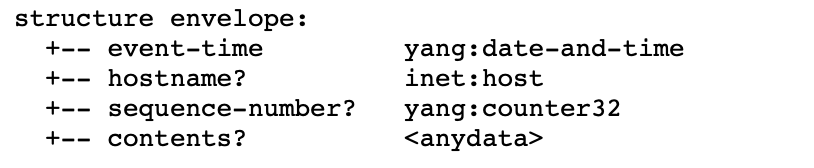 structure envelope:
  +-- event-time         yang:date-and-time
  +-- hostname?          inet:host
  +-- sequence-number?   yang:counter32
  +-- contents?          <anydata>